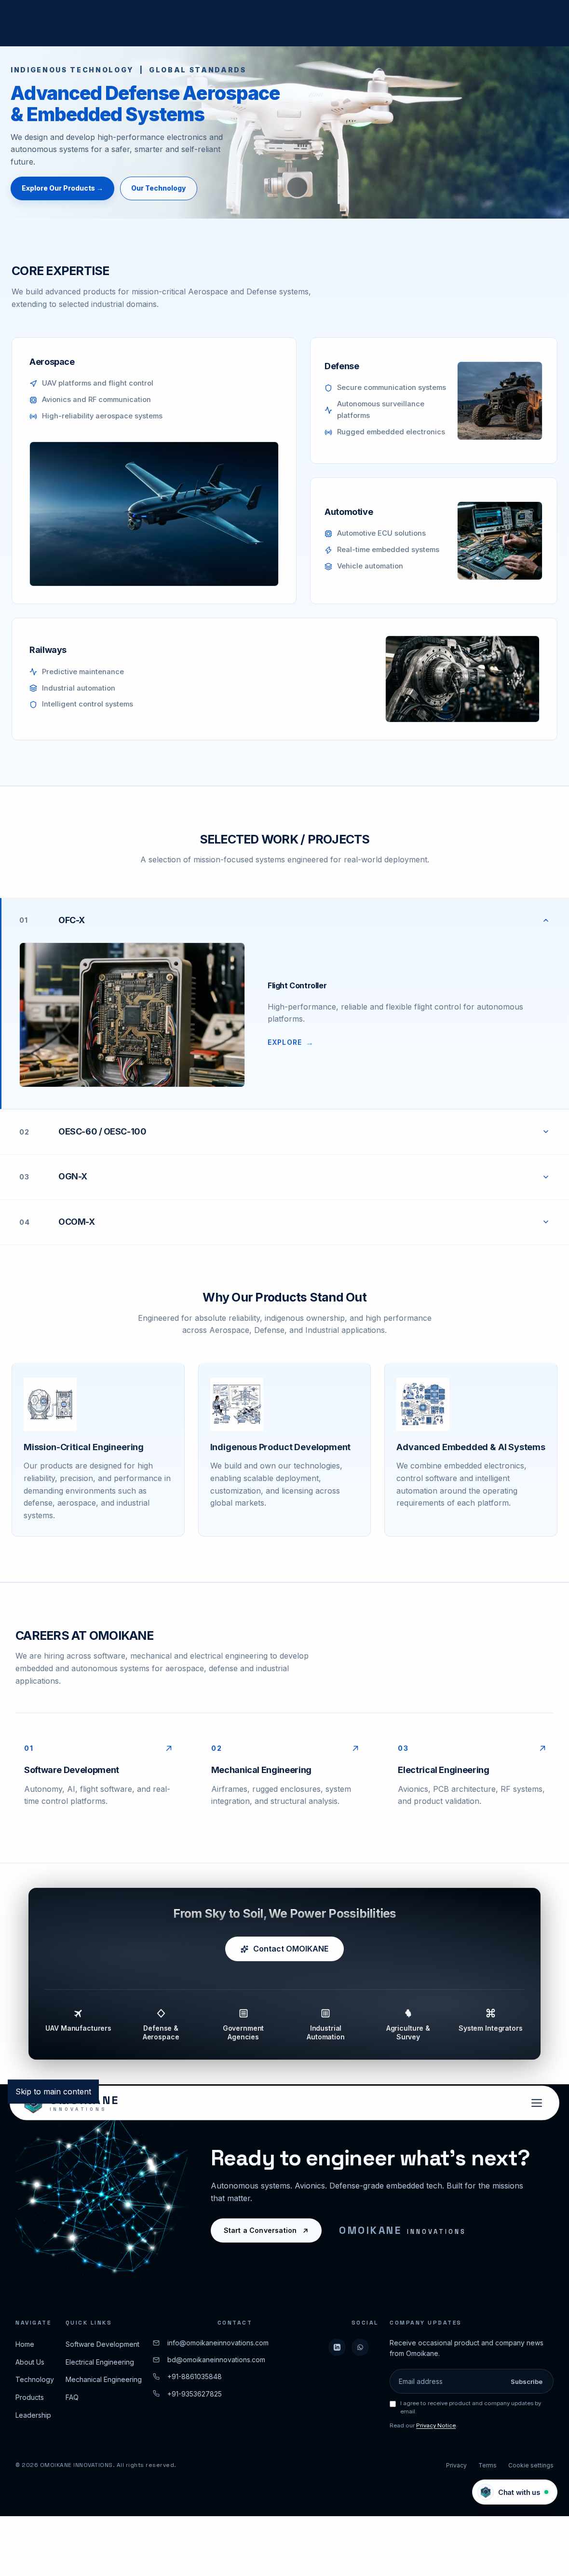 INDIGENOUS TECHNOLOGY | GLOBAL STANDARDS
Advanced Defense Aerospace
& Embedded Systems
We design and develop high-performance electronics and
autonomous systems for a safer, smarter and self-reliant
future.
Explore Our Products →
Our Technology
CORE EXPERTISE
We build advanced products for mission-critical Aerospace and Defense systems,
extending to selected industrial domains.
Aerospace
UAV platforms and flight control
Avionics and RF communication
High-reliability aerospace systems
Defense
Secure communication systems
Autonomous surveillance
platforms
Rugged embedded electronics
Automotive
Automotive ECU solutions
Real-time embedded systems
Vehicle automation
Railways
Predictive maintenance
Industrial automation
Intelligent control systems
SELECTED WORK / PROJECTS
A selection of mission-focused systems engineered for real-world deployment.
01 OFC-X
Flight Controller
High-performance, reliable and flexible flight control for autonomous
platforms.
EXPLORE →
02 OESC-60 / OESC-100
03 OGN-X
04 OCOM-X
Why Our Products Stand Out
Engineered for absolute reliability, indigenous ownership, and high performance
across Aerospace, Defense, and Industrial applications.
Mission-Critical Engineering
Our products are designed for high
reliability, precision, and performance in
demanding environments such as
defense, aerospace, and industrial
systems.
Indigenous Product Development
We build and own our technologies,
enabling scalable deployment,
customization, and licensing across
global markets.
Advanced Embedded & AI Systems
We combine embedded electronics,
control software and intelligent
automation around the operating
requirements of each platform.
CAREERS AT OMOIKANE
We are hiring across software, mechanical and electrical engineering to develop
embedded and autonomous systems for aerospace, defense and industrial
applications.
01
Software Development
Autonomy, AI, flight software, and real-
time control platforms.
02
Mechanical Engineering
Airframes, rugged enclosures, system
integration, and structural analysis.
03
Electrical Engineering
Avionics, PCB architecture, RF systems,
and product validation.
From Sky to Soil, We Power Possibilities
Contact OMOIKANE
UAV Manufacturers
Defense &
Aerospace
Government
Agencies
Industrial
Automation
Agriculture &
Survey
System Integrators
Skip to main content
INNOVATIONS
Ready to engineer what's next?
Autonomous systems. Avionics. Defense-grade embedded tech. Built for the missions
that matter.
Start a Conversation
OMOIKANE INNOVATIONS
NAVIGATE
Home
About Us
Technology
Products
Leadership
QUICK LINKS
Software Development
Electrical Engineering
Mechanical Engineering
FAQ
CONTACT
info@omoikaneinnovations.com
bd@omoikaneinnovations.com
+91-8861035848
+91-9353627825
SOCIAL
COMPANY UPDATES
Receive occasional product and company news
from Omoikane.
Email address
Subscribe
I agree to receive product and company updates by
email.
Read our Privacy Notice.
© 2026 OMOIKANE INNOVATIONS. All rights reserved.
Privacy
Terms
Cookie settings
Chat with us